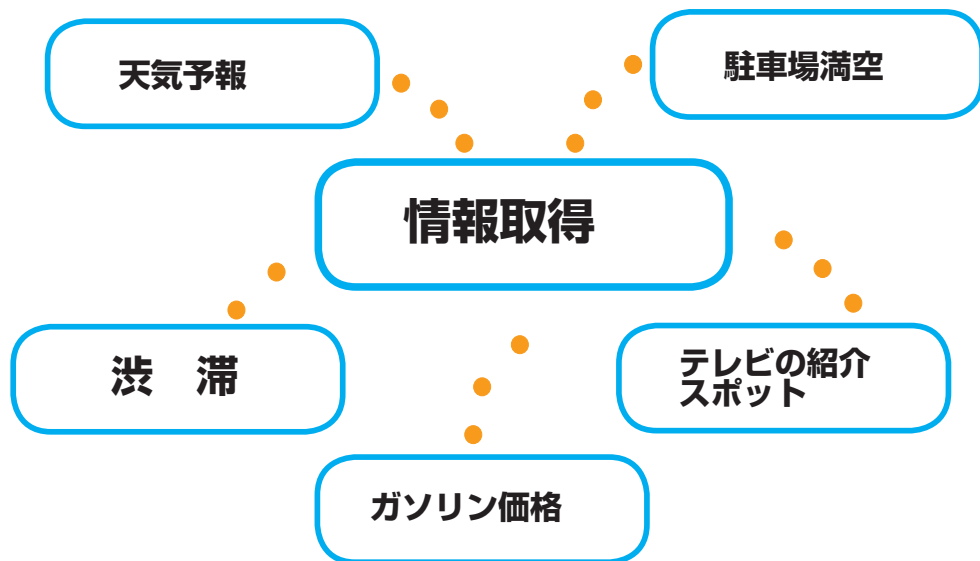 天気予報
駐車場満空
情報取得
渋　滞
テレビの紹介
スポット
ガソリン価格